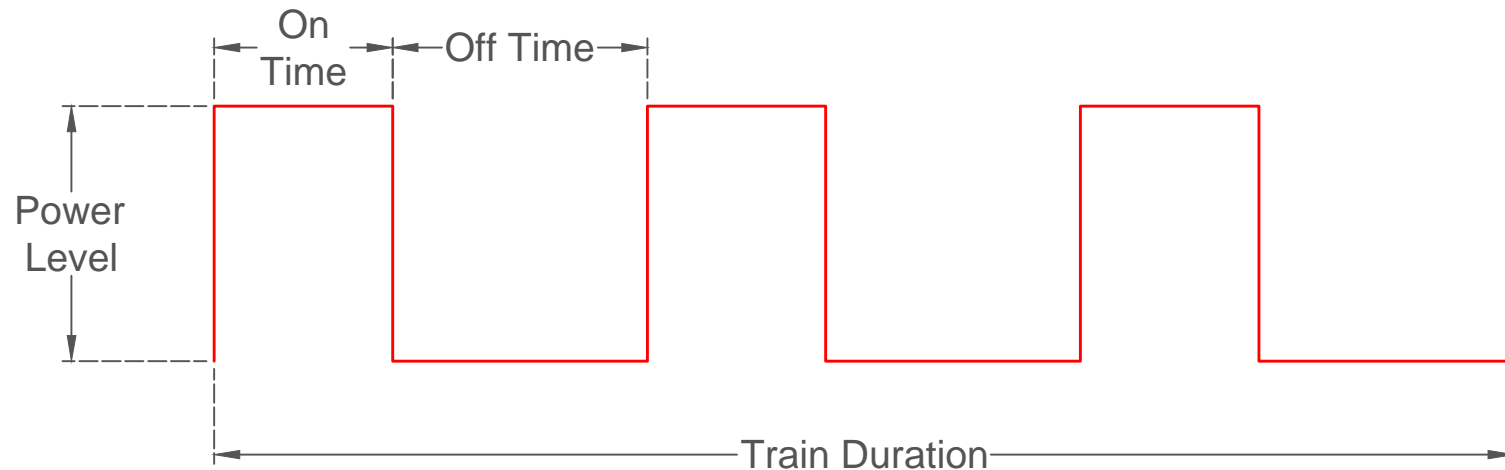 On
Time
Off Time
Power
Level
Train Duration